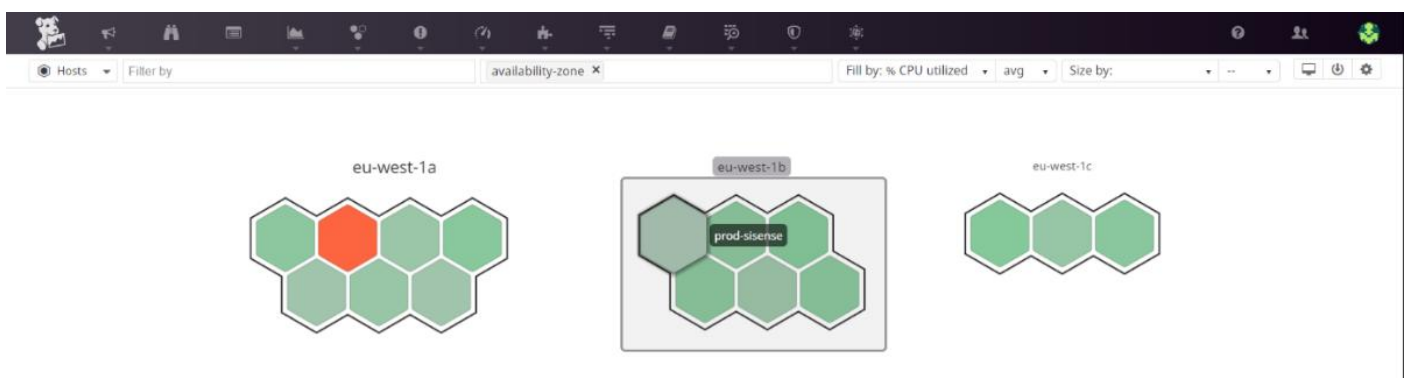 Hosts Filter by availability-zone × Fill by: % CPU utilized avg Size by: --
eu-west-1a eu-west-1b eu-west-1c
prod-sisense